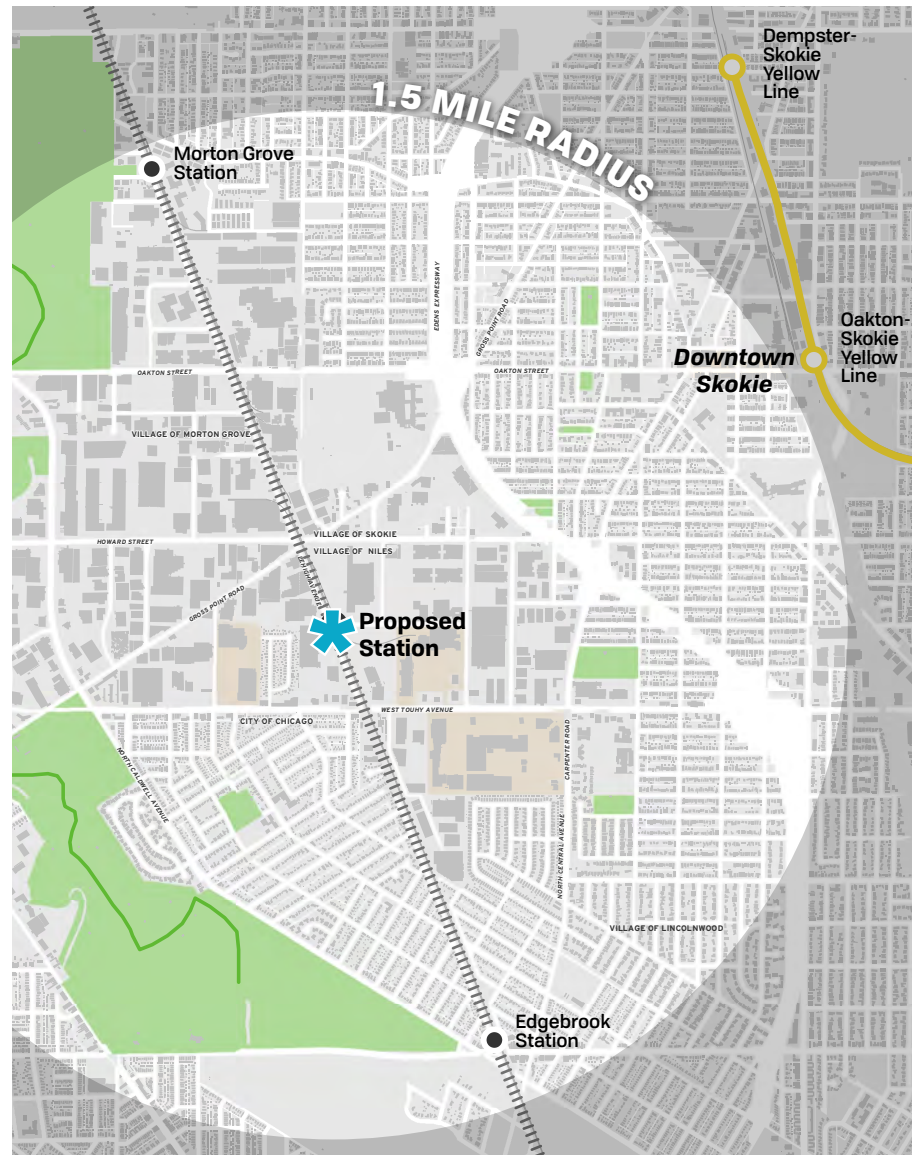 Dempster-
Skokie
Yellow
Line
1.5 MILE RADIUS
Morton Grove
Station
EDENS EXPRESSWAY
GROSS POINT ROAD
Oakton-
Skokie
Yellow
Line
Downtown
Skokie
OAKTON STREET
OAKTON STREET
VILLAGE OF MORTON GROVE
HOWARD STREET
VILLAGE OF SKOKIE
VILLAGE OF NILES
GROSS POINT ROAD
Proposed
Station
WEST TOUHY AVENUE
CITY OF CHICAGO
CARPENTER ROAD
NORTH CALDWELL AVENUE
NORTH CENTRAL AVENUE
VILLAGE OF LINCOLNWOOD
Edgebrook
Station